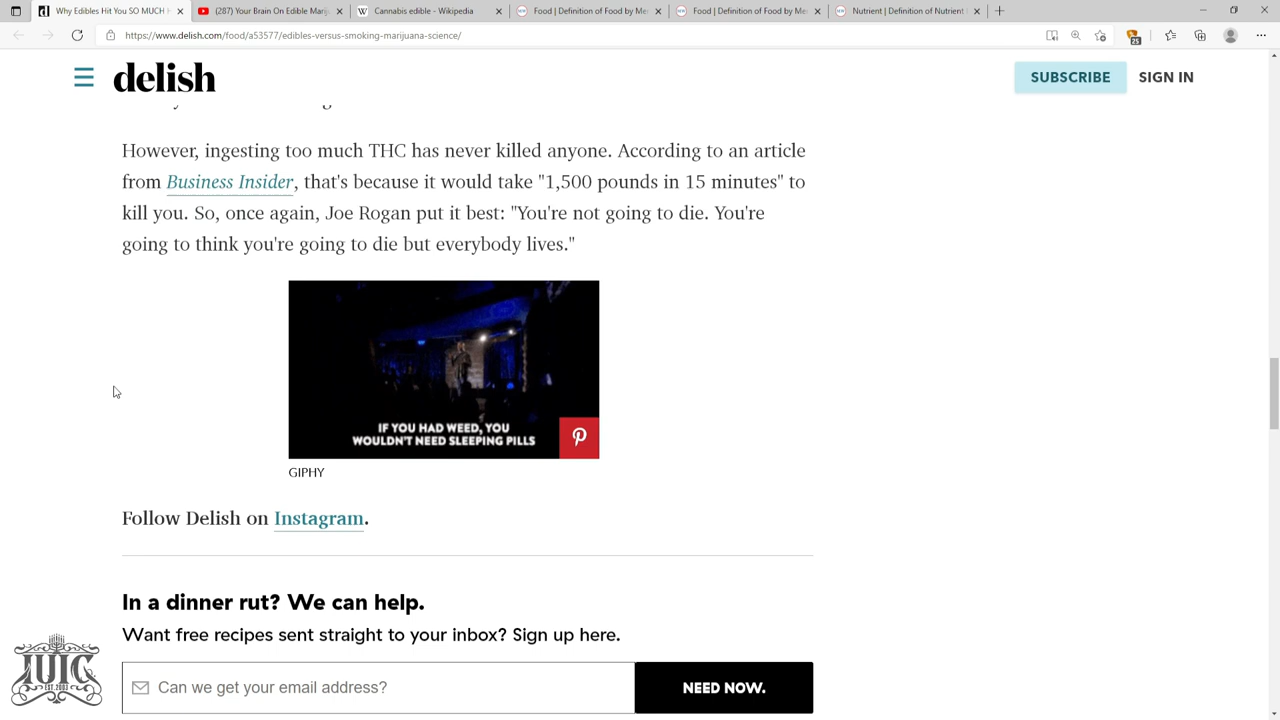 Why Edibles Hit You SO MUCH H
(287) Your Brain On Edible Marij
Cannabis edible - Wikipedia
Food | Definition of Food by Mer
Food | Definition of Food by Mer
Nutrient | Definition of Nutrient
https://www.delish.com/food/a53577/edibles-versus-smoking-marijuana-science/
25
delish
SUBSCRIBE
SIGN IN
However, ingesting too much THC has never killed anyone. According to an article
from Business Insider, that's because it would take "1,500 pounds in 15 minutes" to
kill you. So, once again, Joe Rogan put it best: "You're not going to die. You're
going to think you're going to die but everybody lives."
IF YOU HAD WEED, YOU
WOULDN'T NEED SLEEPING PILLS
GIPHY
Follow Delish on Instagram.
In a dinner rut? We can help.
Want free recipes sent straight to your inbox? Sign up here.
Can we get your email address?
NEED NOW.
IUIC
EST. 2003